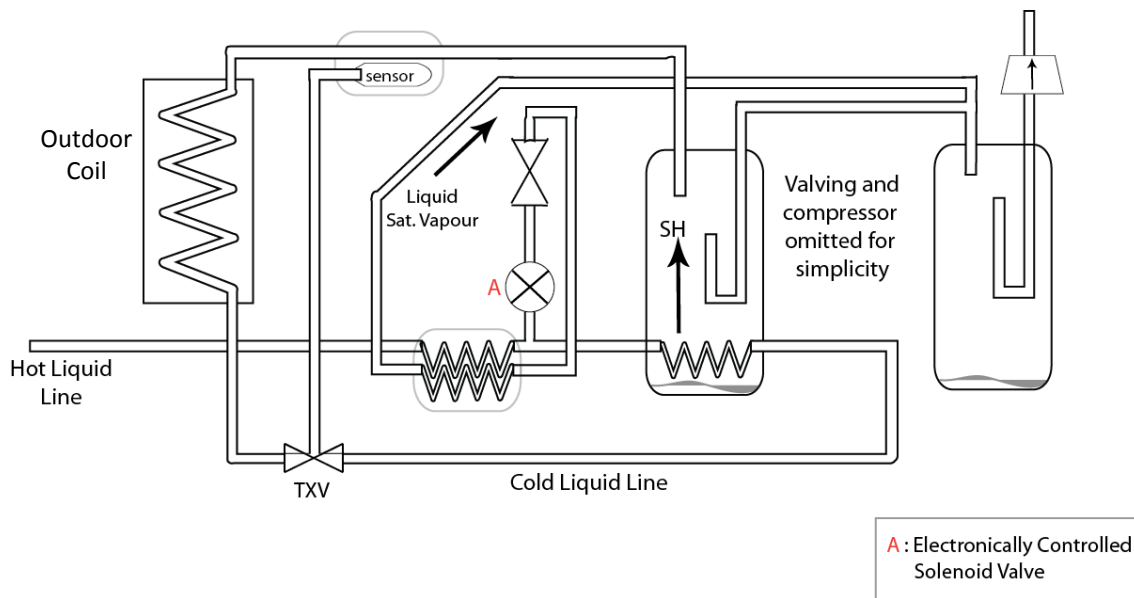 sensor
Outdoor
Coil
Liquid
Sat. Vapour
Valving and
compressor
omitted for
simplicity
SH
A
Hot Liquid
Line
TXV
Cold Liquid Line
A : Electronically Controlled
Solenoid Valve